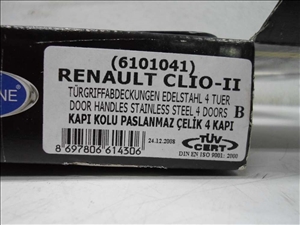 (6101041)
RENAULT CLIO-II
TÜRGRIFFABDECKUNGEN EDELSTAHL 4 TUER
DOOR HANDLES STAINLESS STEEL 4 DOORS
B
KAPI KOLU PASLANMAZ ÇELİK 4 KAPI
NE
24.12.2008
TÜV
CERT
8 697806 614306
DIN EN ISO 9001: 2000